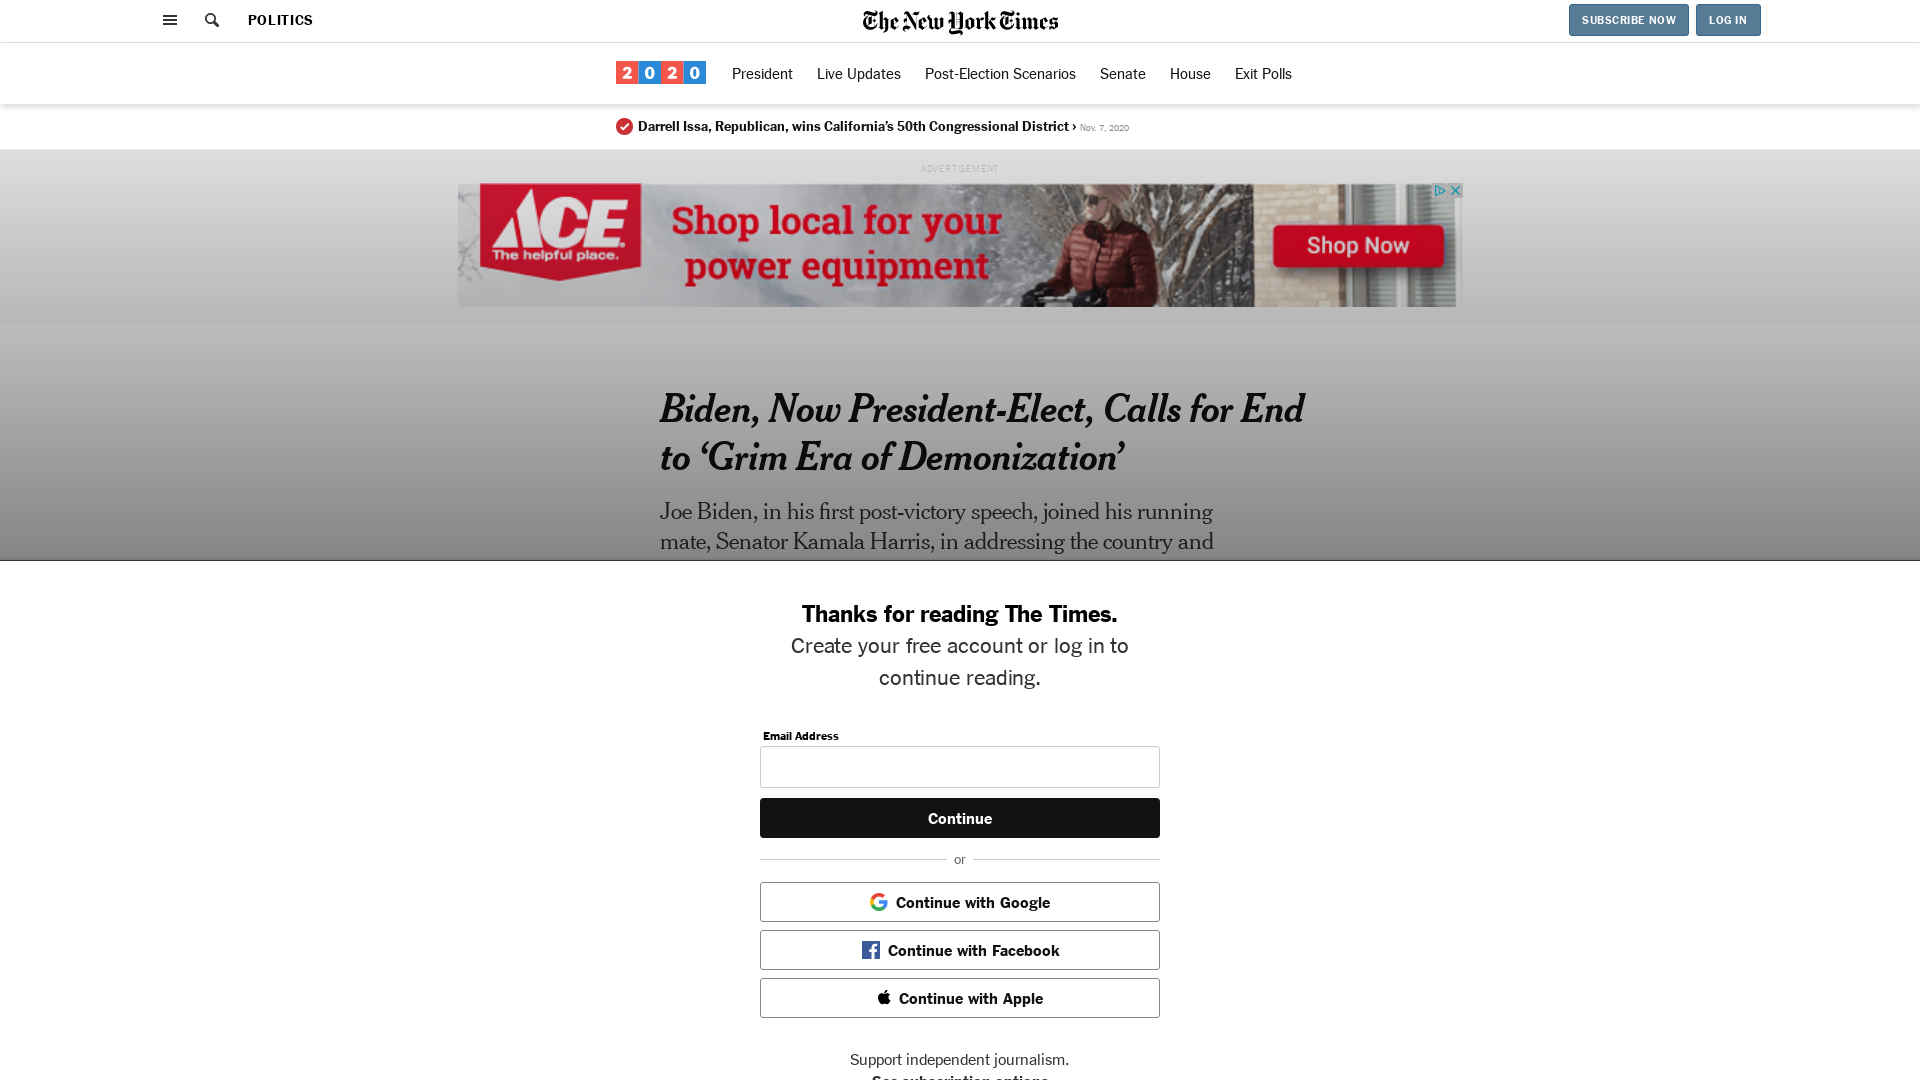 POLITICS
The New York Times
SUBSCRIBE NOW
LOG IN
2020
President
Live Updates
Post-Election Scenarios
Senate
House
Exit Polls
Darrell Issa, Republican, wins California’s 50th Congressional District › Nov. 7, 2020
ADVERTISEMENT
ACE
The helpful place.
Shop local for your
power equipment
Shop Now
Biden, Now President-Elect, Calls for End
to ‘Grim Era of Demonization’
Joe Biden, in his first post-victory speech, joined his running
mate, Senator Kamala Harris, in addressing the country and
Thanks for reading The Times.
Create your free account or log in to
continue reading.
Email Address
Continue
or
Continue with Google
Continue with Facebook
Continue with Apple
Support independent journalism.
See subscription options